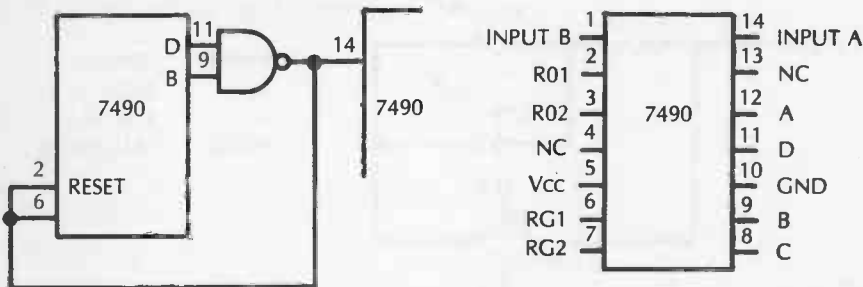 11
D
9
B
7490
2
RESET
6
14
7490
1
INPUT B
2
R01
3
R02
4
NC
5
Vcc
6
RG1
7
RG2
7490
14
INPUT A
13
NC
12
A
11
D
10
GND
9
B
8
C